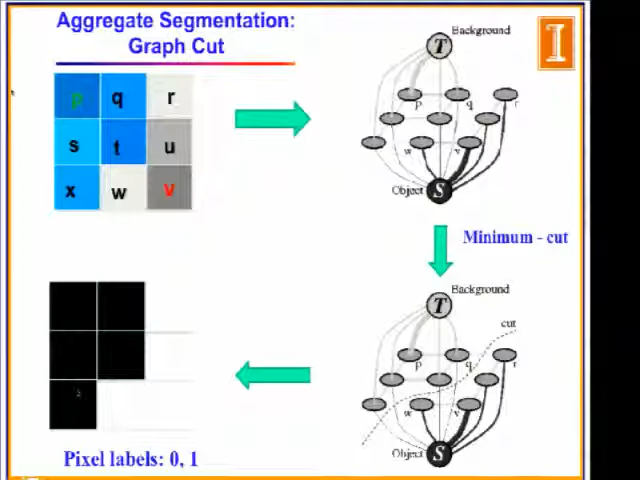 Aggregate Segmentation:
Graph Cut
I
p q r
s t u
x w v
Background
T
p q r
w v
Object S
Minimum - cut
Background
T
cut
p q r
w v
Object S
Pixel labels: 0, 1